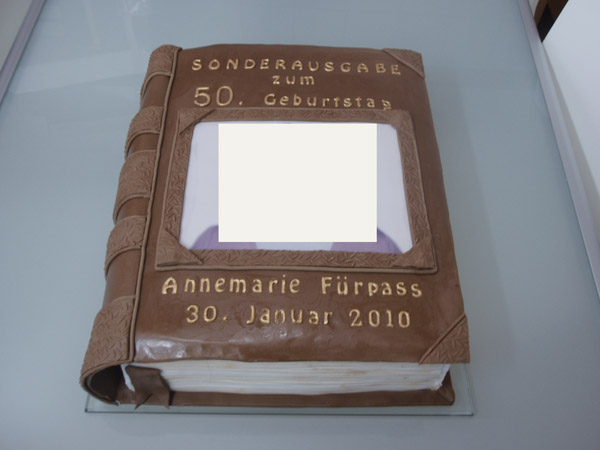 SONDERAUSGABE
zum
50. Geburtstag
Annemarie Fürpass
30. Januar 2010